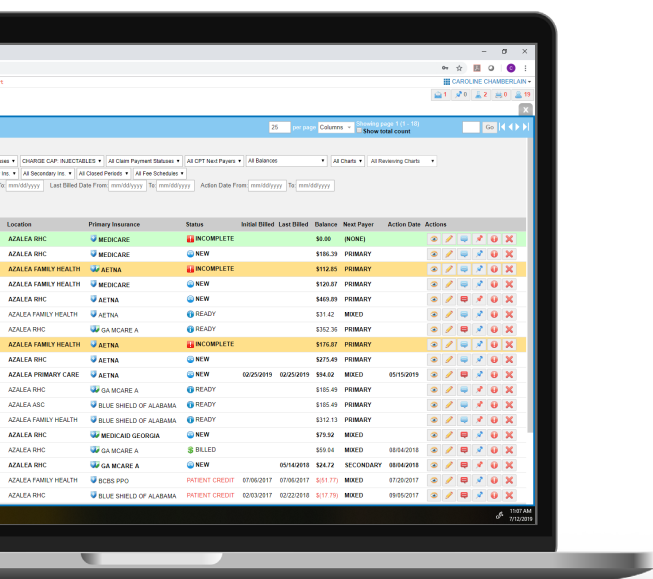 CAROLINE CHAMBERLAIN
1 0 2 0 19
X
25 per page Columns Showing page 1 (1 - 18) Go
Show total count
CHARGE CAP: INJECTABLES All Claim Payment Statuses All CPT Next Payers All Balances All Charts All Reviewing Charts
Ins. All Secondary Ins. All Closed Periods All Fee Schedules
To: mm/dd/yyyy Last Billed Date From: mm/dd/yyyy To: mm/dd/yyyy Action Date From: mm/dd/yyyy To: mm/dd/yyyy
Location Primary Insurance Status Initial Billed Last Billed Balance Next Payer Action Date Actions
AZALEA RHC MEDICARE INCOMPLETE $0.00 (NONE)
AZALEA RHC MEDICARE NEW $186.39 PRIMARY
AZALEA FAMILY HEALTH AETNA INCOMPLETE $112.85 PRIMARY
AZALEA FAMILY HEALTH MEDICARE NEW $120.87 PRIMARY
AZALEA RHC AETNA NEW $469.89 PRIMARY
AZALEA FAMILY HEALTH AETNA READY $31.42 MIXED
AZALEA RHC GA MCARE A READY $352.36 PRIMARY
AZALEA FAMILY HEALTH AETNA INCOMPLETE $176.87 PRIMARY
AZALEA RHC AETNA NEW $275.49 PRIMARY
AZALEA PRIMARY CARE AETNA NEW 02/25/2019 02/25/2019 $94.02 MIXED 05/15/2019
AZALEA RHC GA MCARE A READY $185.49 PRIMARY
AZALEA ASC BLUE SHIELD OF ALABAMA READY $185.49 PRIMARY
AZALEA FAMILY HEALTH BLUE SHIELD OF ALABAMA READY $312.13 PRIMARY
AZALEA RHC MEDICAID GEORGIA NEW $79.92 MIXED
AZALEA RHC GA MCARE A BILLED $59.04 MIXED 08/04/2018
AZALEA RHC GA MCARE A NEW 05/14/2018 $24.72 SECONDARY 08/04/2018
AZALEA FAMILY HEALTH BCBS PPO PATIENT CREDIT 07/06/2017 07/06/2017 $(51.77) MIXED 07/20/2017
AZALEA RHC BLUE SHIELD OF ALABAMA PATIENT CREDIT 02/03/2017 02/22/2018 $(17.79) MIXED 09/05/2017
11:07 AM
7/12/2019